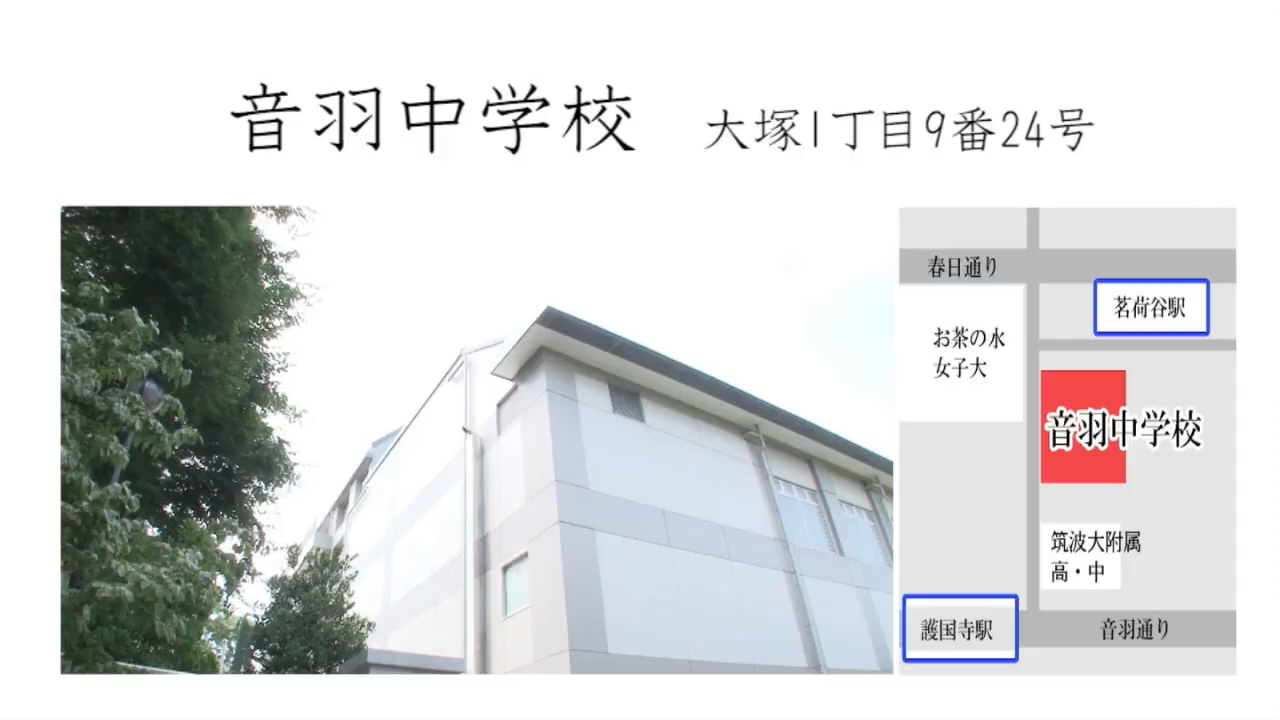 音羽中学校 大塚1丁目9番24号
春日通り
茗荷谷駅
お茶の水
女子大
音羽中学校
筑波大附属
高・中
護国寺駅
音羽通り